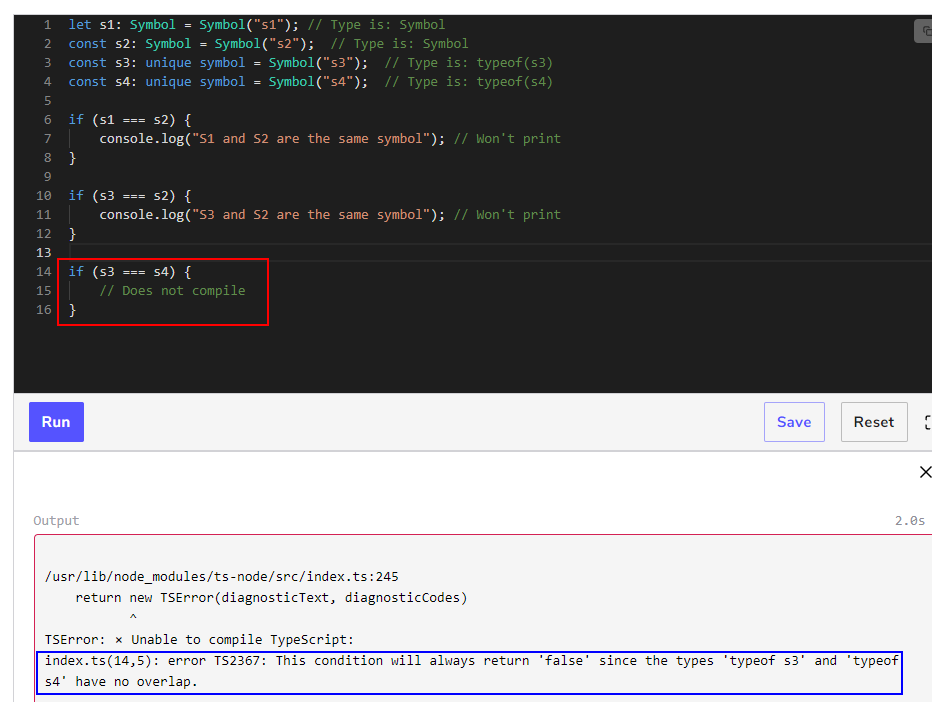 1 let s1: Symbol = Symbol("s1"); // Type is: Symbol
2 const s2: Symbol = Symbol("s2");  // Type is: Symbol
3 const s3: unique symbol = Symbol("s3");  // Type is: typeof(s3)
4 const s4: unique symbol = Symbol("s4");  // Type is: typeof(s4)
5
6 if (s1 === s2) {
7     console.log("S1 and S2 are the same symbol"); // Won't print
8 }
9
10 if (s3 === s2) {
11     console.log("S3 and S2 are the same symbol"); // Won't print
12 }
13
14 if (s3 === s4) {
15     // Does not compile
16 }
Run Save Reset
Output 2.0s
/usr/lib/node_modules/ts-node/src/index.ts:245
    return new TSError(diagnosticText, diagnosticCodes)
           ^
TSError: × Unable to compile TypeScript:
index.ts(14,5): error TS2367: This condition will always return 'false' since the types 'typeof s3' and 'typeof
s4' have no overlap.